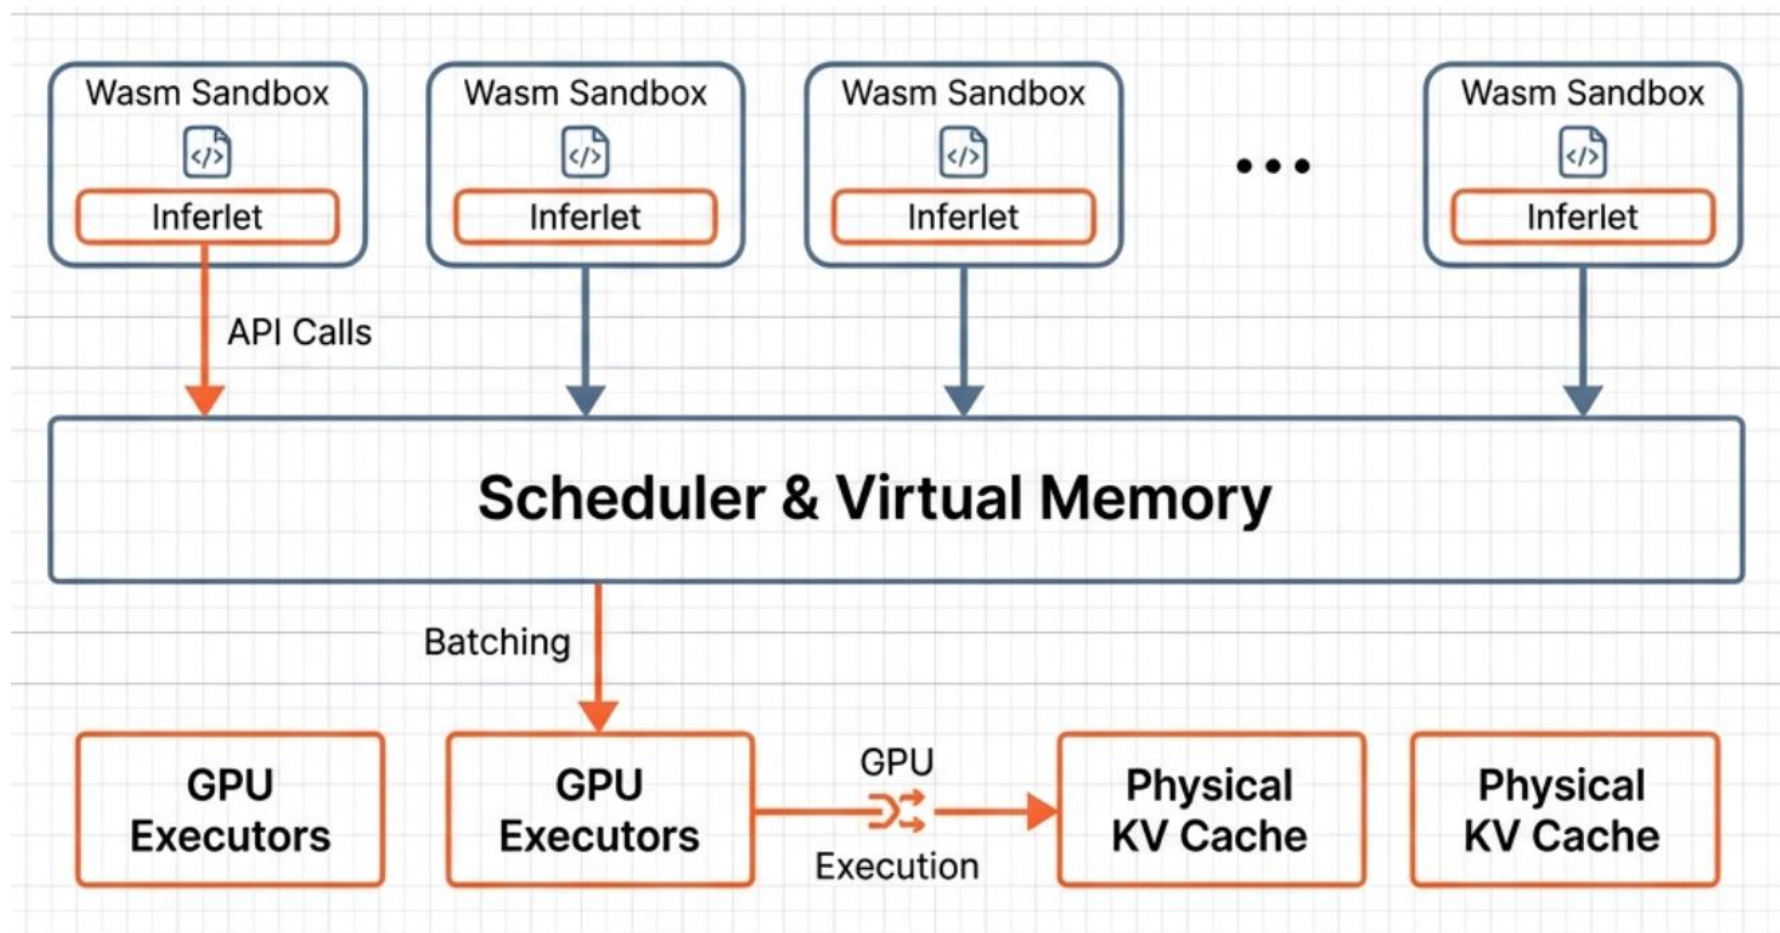 Wasm Sandbox
</>
Inferlet
Wasm Sandbox
</>
Inferlet
Wasm Sandbox
</>
Inferlet
...
Wasm Sandbox
</>
Inferlet
API Calls
Scheduler & Virtual Memory
Batching
GPU
Executors
GPU
Executors
GPU
Execution
Physical
KV Cache
Physical
KV Cache